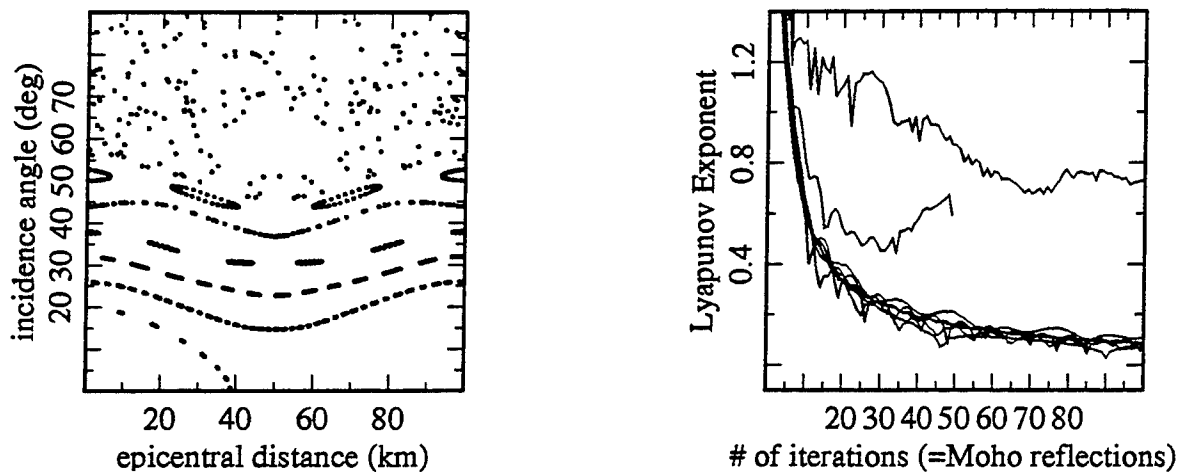 incidence angle (deg)
20 30 40 50 60 70
20 40 60 80
epicentral distance (km)
Lyapunov Exponent
0.4 0.8 1.2
20 30 40 50 60 70 80
# of iterations (=Moho reflections)